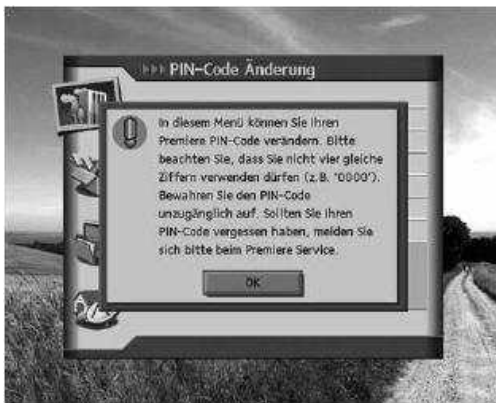 PIN-Code Änderung
In diesem Menü können Sie Ihren
Premiere PIN-Code verändern. Bitte
beachten Sie, dass Sie nicht vier gleiche
Ziffern verwenden dürfen (z.B. '0000').
Bewahren Sie den PIN-Code
unzugänglich auf. Sollten Sie Ihren
PIN-Code vergessen haben, melden Sie
sich bitte beim Premiere Service.
OK